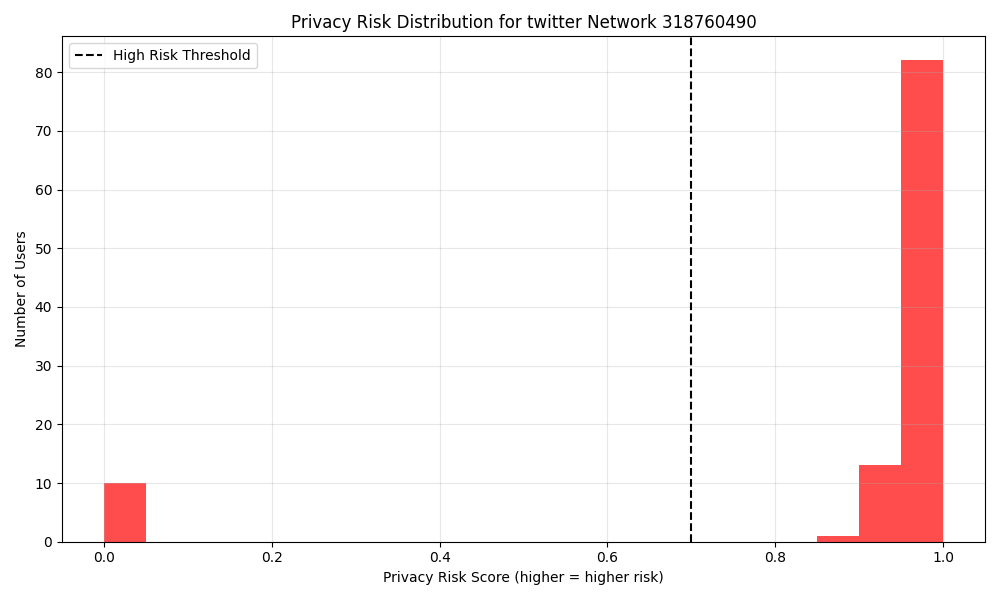 Privacy Risk Distribution for twitter Network 318760490
High Risk Threshold
Number of Users
80
70
60
50
40
30
20
10
0
0.0 0.2 0.4 0.6 0.8 1.0
Privacy Risk Score (higher = higher risk)